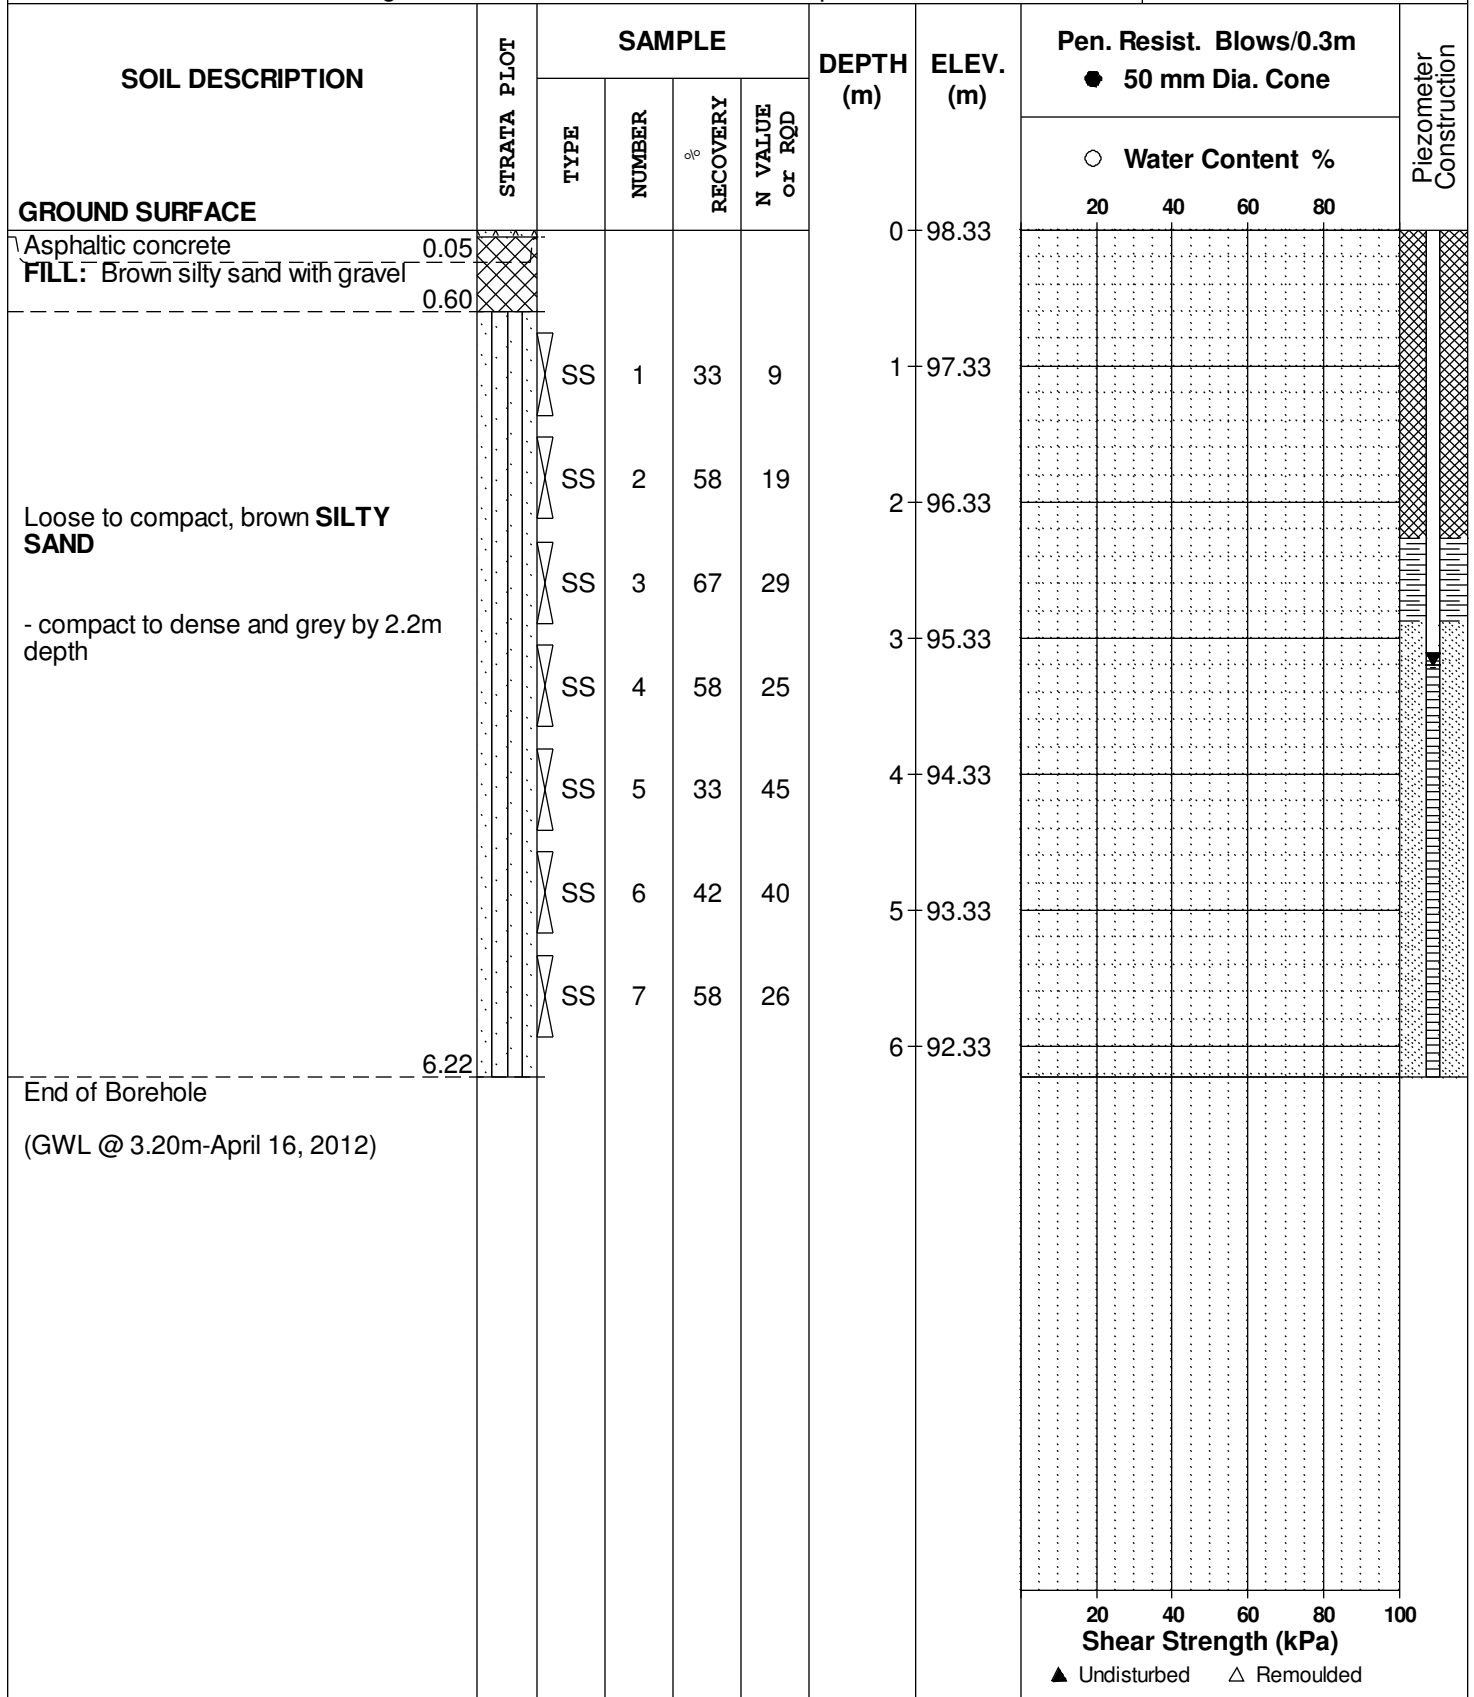 SOIL DESCRIPTION
GROUND SURFACE
STRATA PLOT
SAMPLE
TYPE
NUMBER
%
RECOVERY
N VALUE
or RQD
DEPTH
(m)
ELEV.
(m)
Pen. Resist. Blows/0.3m
● 50 mm Dia. Cone
○ Water Content %
20 40 60 80
Piezometer
Construction
0 98.33
Asphaltic concrete 0.05
FILL: Brown silty sand with gravel
0.60
SS 1 33 9
1 97.33
SS 2 58 19
2 96.33
Loose to compact, brown SILTY
SAND
SS 3 67 29
- compact to dense and grey by 2.2m
depth
3 95.33
SS 4 58 25
4 94.33
SS 5 33 45
SS 6 42 40
5 93.33
SS 7 58 26
6 92.33
6.22
End of Borehole
(GWL @ 3.20m-April 16, 2012)
20 40 60 80 100
Shear Strength (kPa)
▲ Undisturbed △ Remoulded